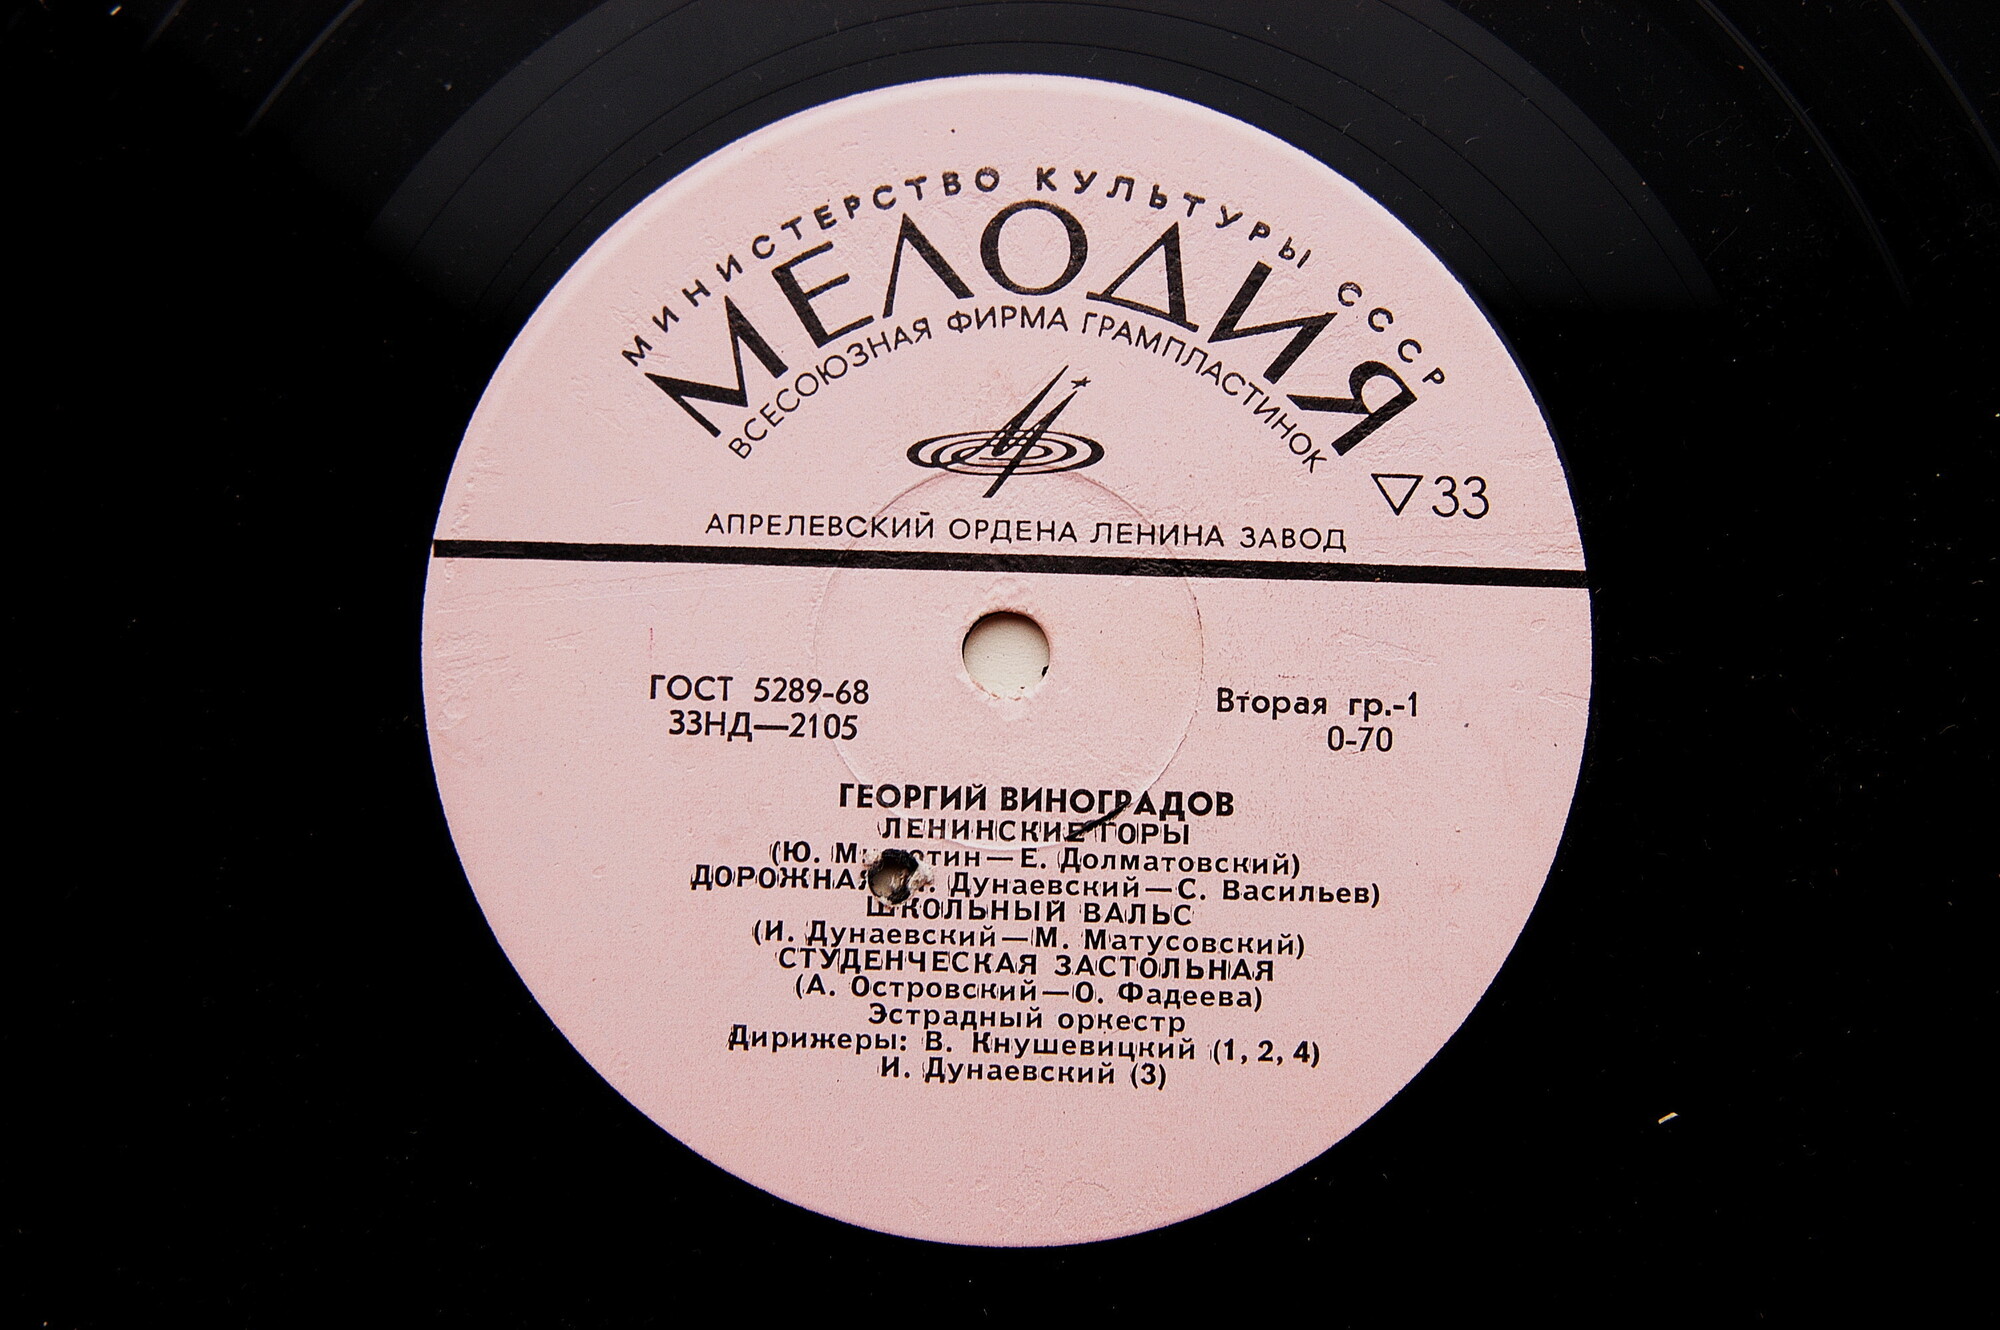 МИНИСТЕРСТВО КУЛЬТУРЫ СССР
МЕЛОДИЯ
ВСЕСОЮЗНАЯ ФИРМА ГРАМПЛАСТИНОК
▽33
АПРЕЛЕВСКИЙ ОРДЕНА ЛЕНИНА ЗАВОД
ГОСТ 5289-68
Вторая гр.-1
33НД—2105
0-70
ГЕОРГИЙ ВИНОГРАДОВ
ЛЕНИНСКИЕ ГОРЫ
(Ю. — Е. Долматовский)
ДОРОЖНАЯ Дунаевский — С. Васильев)
ШКОЛЬНЫЙ ВАЛЬС
(И. Дунаевский — М. Матусовский)
СТУДЕНЧЕСКАЯ ЗАСТОЛЬНАЯ
(А. Островский — О. Фадеева)
Эстрадный оркестр
Дирижеры: В. Кнушевицкий (1, 2, 4)
И. Дунаевский (3)